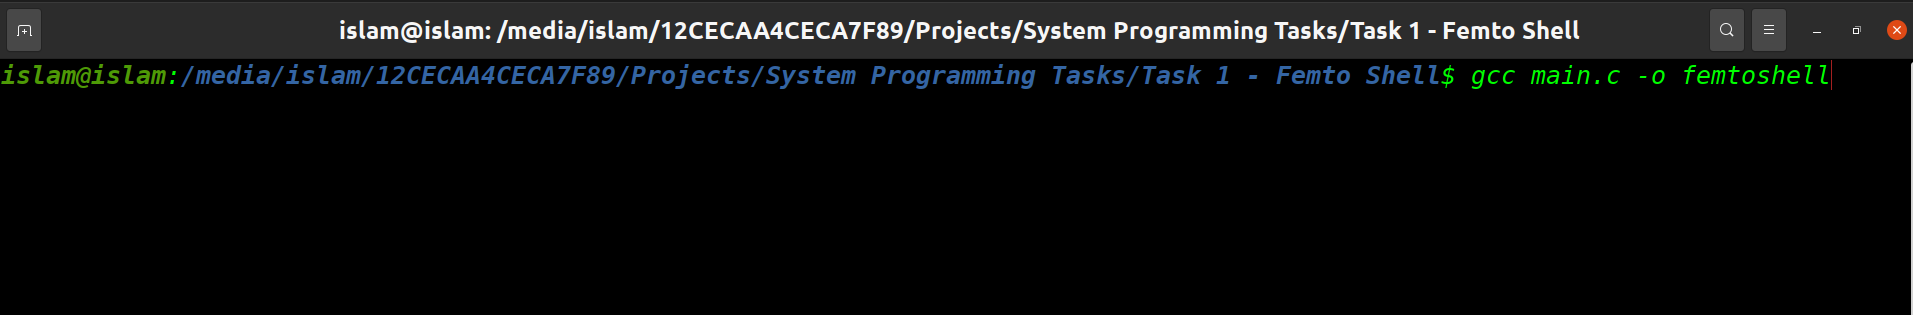 islam@islam: /media/islam/12CECAA4CECA7F89/Projects/System Programming Tasks/Task 1 - Femto Shell
islam@islam:/media/islam/12CECAA4CECA7F89/Projects/System Programming Tasks/Task 1 - Femto Shell$ gcc main.c -o femtoshell